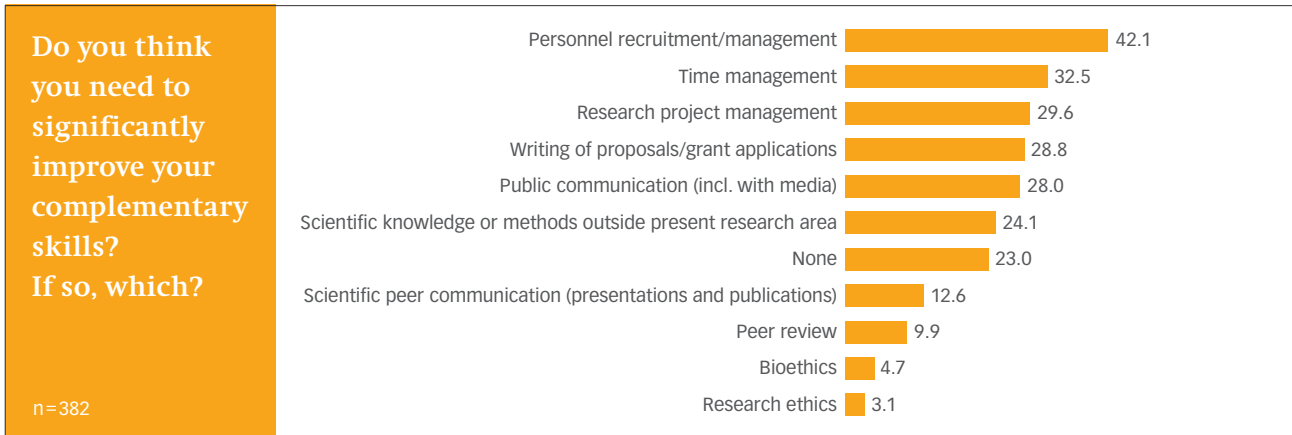 Do you think
you need to
significantly
improve your
complementary
skills?
If so, which?
n=382
Personnel recruitment/management 42.1
Time management 32.5
Research project management 29.6
Writing of proposals/grant applications 28.8
Public communication (incl. with media) 28.0
Scientific knowledge or methods outside present research area 24.1
None 23.0
Scientific peer communication (presentations and publications) 12.6
Peer review 9.9
Bioethics 4.7
Research ethics 3.1